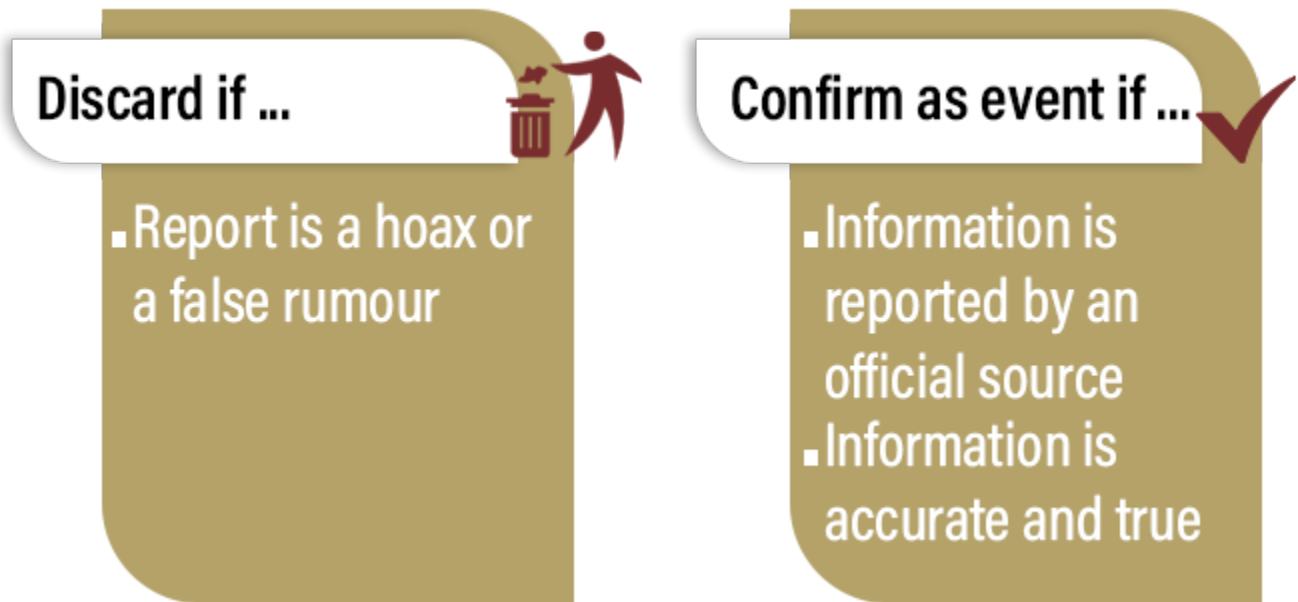 Discard if ...
▪Report is a hoax or
a false rumour
Confirm as event if ...
▪Information is
reported by an
official source
▪Information is
accurate and true